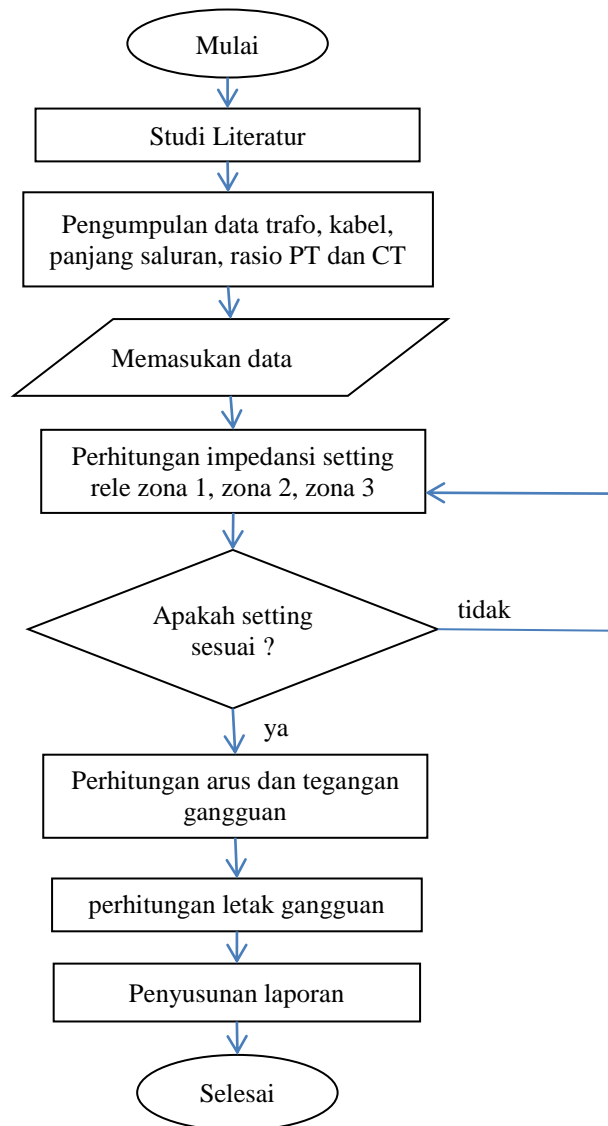 Mulai
Studi Literatur
Pengumpulan data trafo, kabel,
panjang saluran, rasio PT dan CT
Memasukan data
Perhitungan impedansi setting
rele zona 1, zona 2, zona 3
Apakah setting
sesuai ?
tidak
ya
Perhitungan arus dan tegangan
gangguan
perhitungan letak gangguan
Penyusunan laporan
Selesai